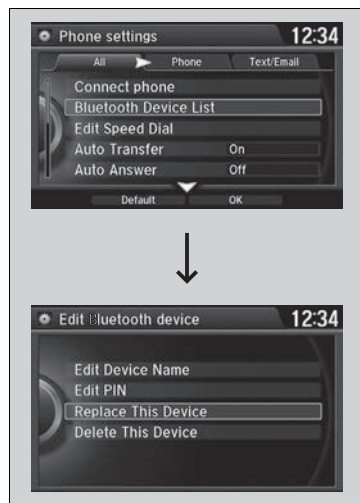 Phone settings 12:34
All Phone Text/Email
Connect phone
Bluetooth Device List
Edit Speed Dial
Auto Transfer On
Auto Answer Off
Default OK
Edit Bluetooth device 12:34
Edit Device Name
Edit PIN
Replace This Device
Delete This Device